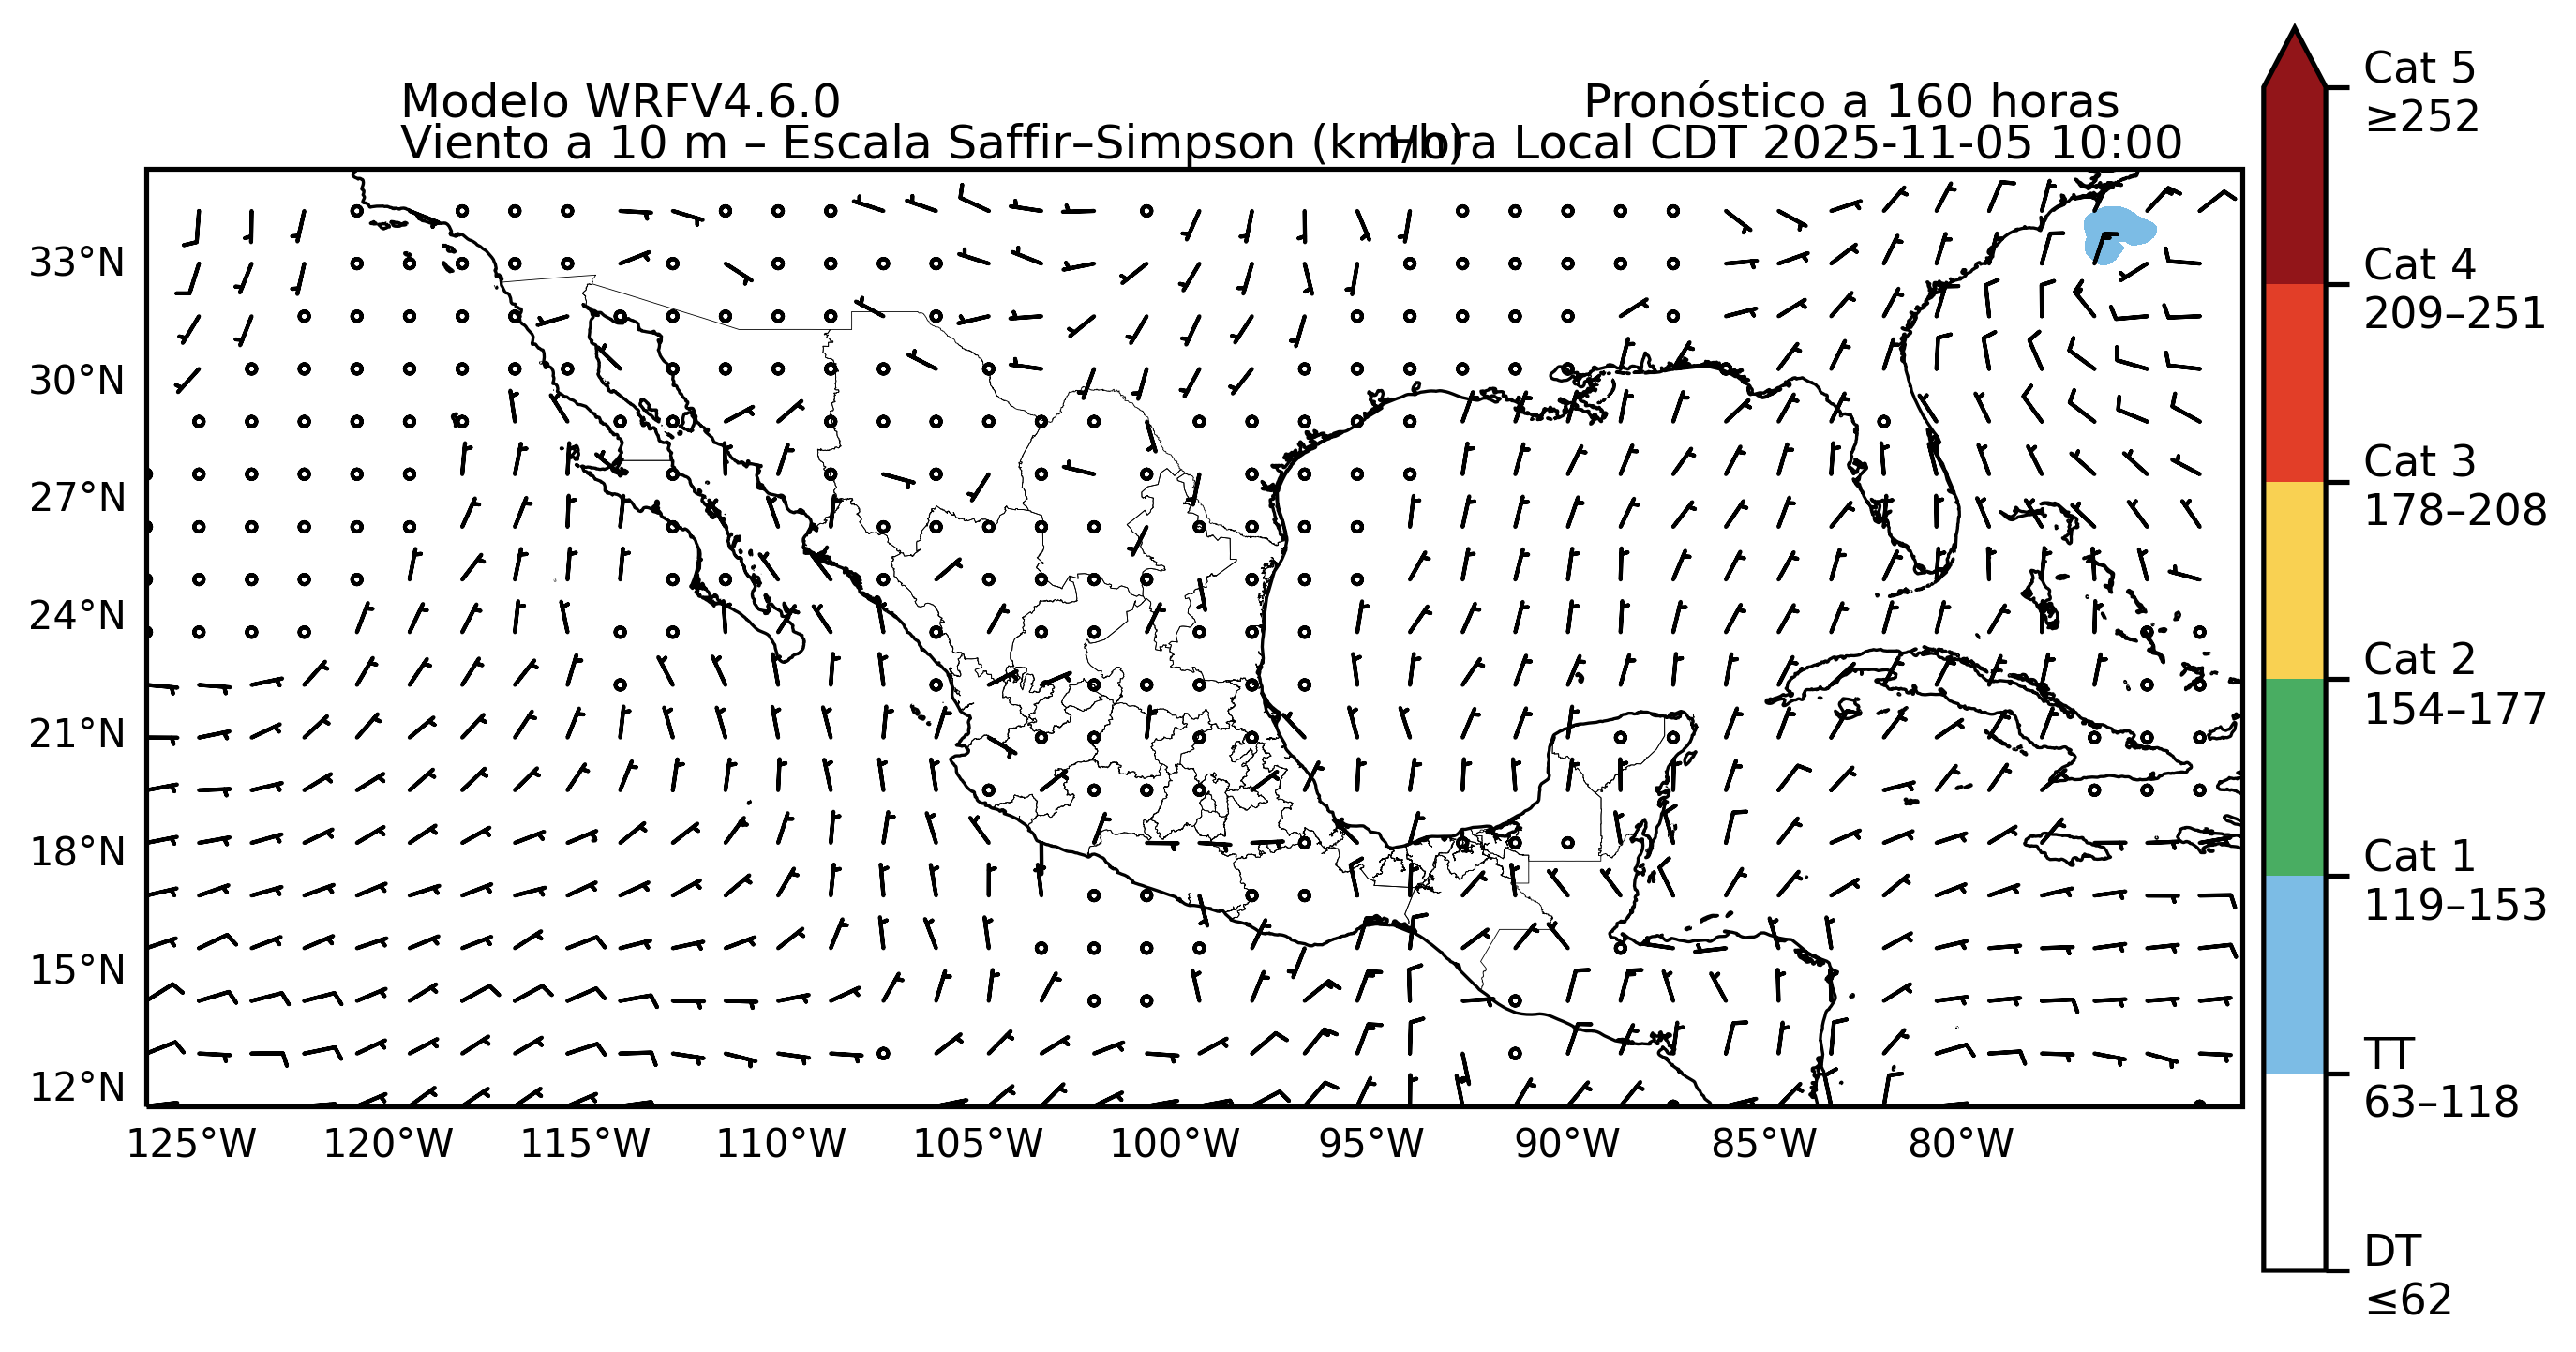 Modelo WRFV4.6.0
Pronóstico a 160 horas
Viento a 10 m – Escala Saffir–Simpson (km/h)
Hora Local CDT 2025-11-05 10:00
33°N
30°N
27°N
24°N
21°N
18°N
15°N
12°N
125°W
120°W
115°W
110°W
105°W
100°W
95°W
90°W
85°W
80°W
Cat 5
≥252
Cat 4
209–251
Cat 3
178–208
Cat 2
154–177
Cat 1
119–153
TT
63–118
DT
≤62